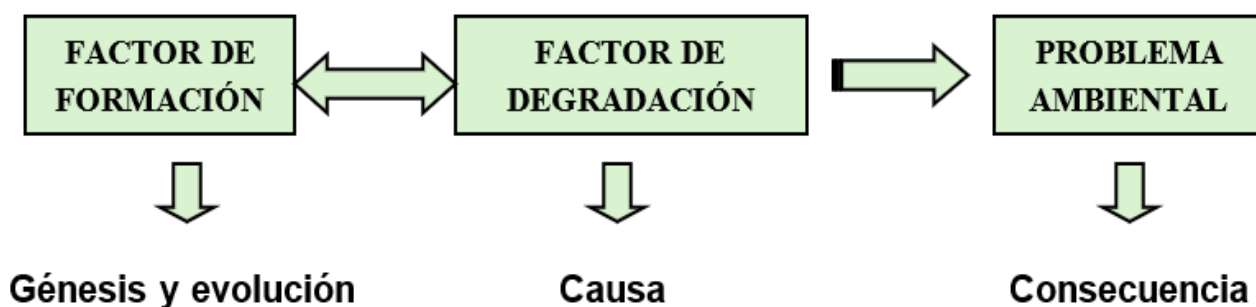 FACTOR DE
FORMACIÓN
FACTOR DE
DEGRADACIÓN
PROBLEMA
AMBIENTAL
Génesis y evolución
Causa
Consecuencia